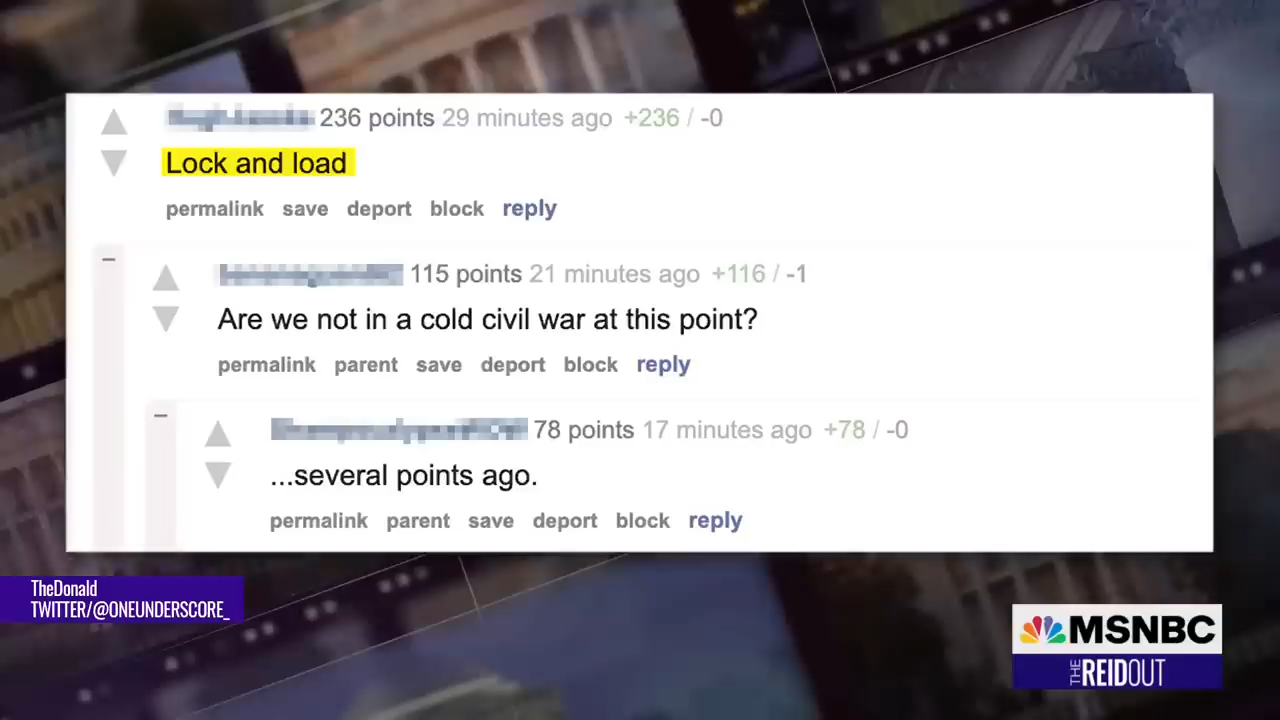 236 points 29 minutes ago +236 / -0
Lock and load
permalink save deport block reply
115 points 21 minutes ago +116 / -1
Are we not in a cold civil war at this point?
permalink parent save deport block reply
78 points 17 minutes ago +78 / -0
...several points ago.
permalink parent save deport block reply
TheDonald
TWITTER/@ONEUNDERSCORE_
MSNBC
THE REIDOUT